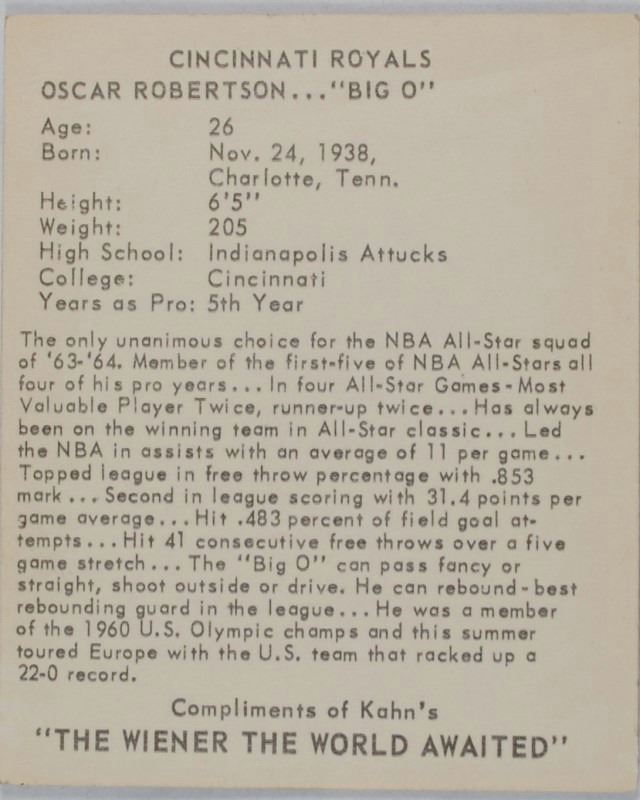 CINCINNATI ROYALS
OSCAR ROBERTSON..."BIG O"
Age: 26
Born: Nov. 24, 1938,
Charlotte, Tenn.
Height: 6'5"
Weight: 205
High School: Indianapolis Attucks
College: Cincinnati
Years as Pro: 5th Year
The only unanimous choice for the NBA All-Star squad
of '63-'64. Member of the first-five of NBA All-Stars all
four of his pro years...In four All-Star Games-Most
Valuable Player Twice, runner-up twice...Has always
been on the winning team in All-Star classic...Led
the NBA in assists with an average of 11 per game...
Topped league in free throw percentage with .853
mark...Second in league scoring with 31.4 points per
game average...Hit .483 percent of field goal at-
tempts...Hit 41 consecutive free throws over a five
game stretch...The "Big O" can pass fancy or
straight, shoot outside or drive. He can rebound-best
rebounding guard in the league...He was a member
of the 1960 U.S. Olympic champs and this summer
toured Europe with the U.S. team that racked up a
22-0 record.
Compliments of Kahn's
"THE WIENER THE WORLD AWAITED"